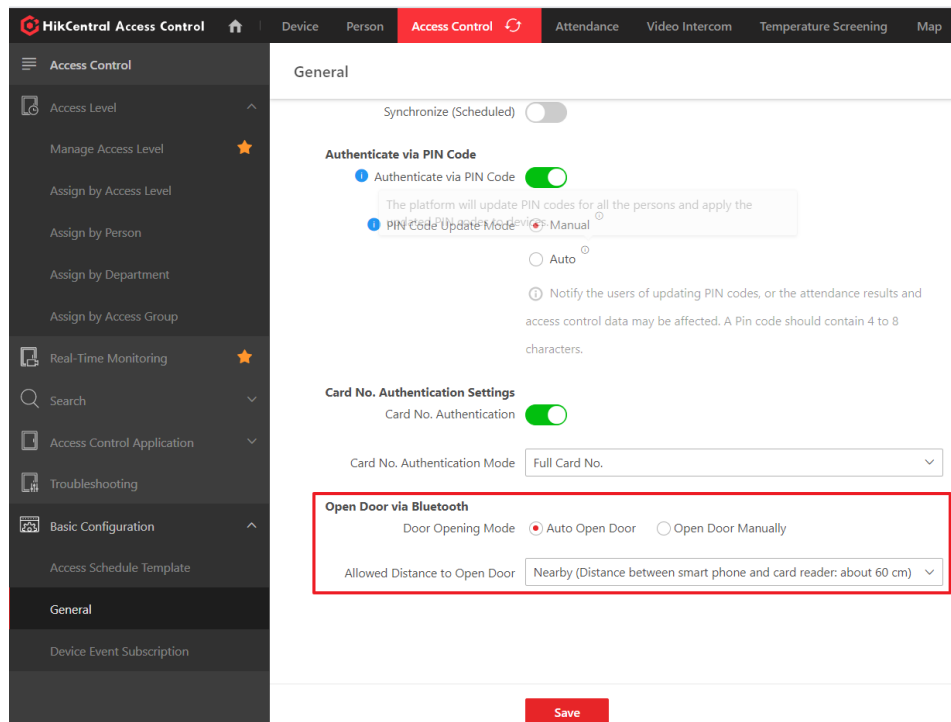 HikCentral Access Control Device Person Access Control Attendance Video Intercom Temperature Screening Map
Access Control
Access Level
Manage Access Level
Assign by Access Level
Assign by Person
Assign by Department
Assign by Access Group
Real-Time Monitoring
Search
Access Control Application
Troubleshooting
Basic Configuration
Access Schedule Template
General
Device Event Subscription
General
Synchronize (Scheduled)
Authenticate via PIN Code
Authenticate via PIN Code
The platform will update PIN codes for all the persons and apply the
updated PIN codes to devices.
PIN Code Update Mode Manual
Auto
Notify the users of updating PIN codes, or the attendance results and
access control data may be affected. A Pin code should contain 4 to 8
characters.
Card No. Authentication Settings
Card No. Authentication
Card No. Authentication Mode Full Card No.
Open Door via Bluetooth
Door Opening Mode Auto Open Door Open Door Manually
Allowed Distance to Open Door Nearby (Distance between smart phone and card reader: about 60 cm)
Save